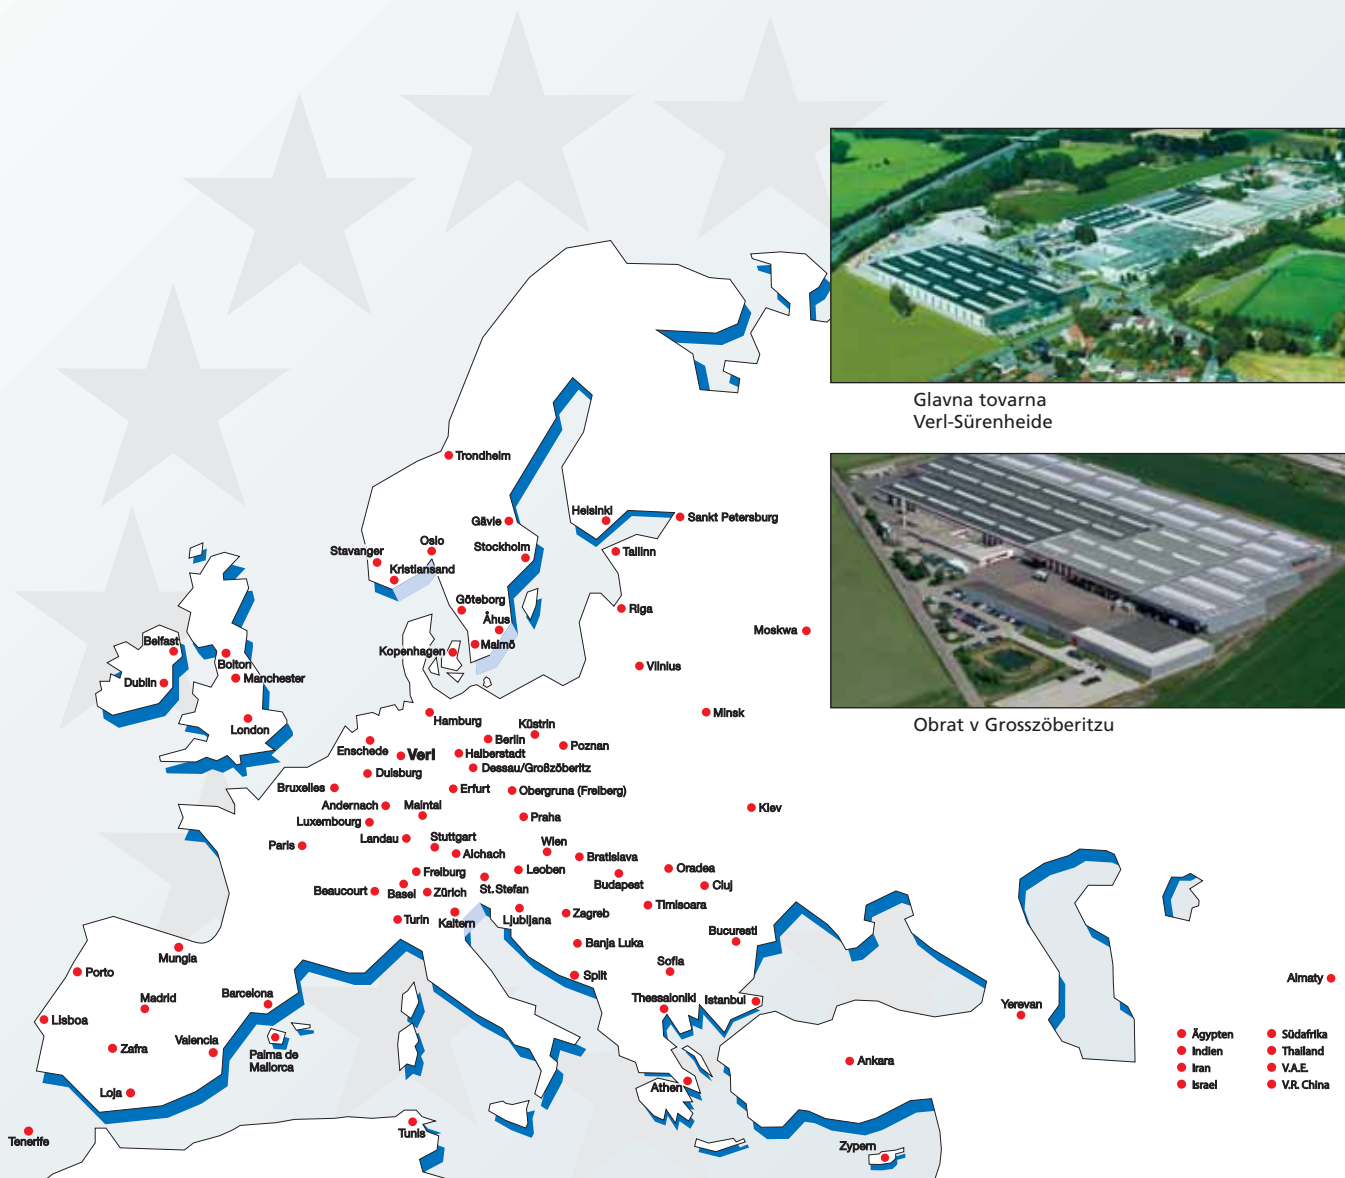 Glavna tovarna
Verl-Sürenheide
Trondheim
Helsinki
Sankt Petersburg
Gävle
Oslo
Stavanger
Stockholm
Tallinn
Kristiansand
Göteborg
Riga
Åhus
Moskwa
Belfast
Malmö
Kopenhagen
Bolton
Vilnius
Manchester
Dublin
Obrat v Grosszöberitzu
Hamburg
Minsk
London
Küstrin
Berlin
Enschede
Verl
Halberstadt
Poznan
Duisburg
Dessau/Großzöberitz
Bruxelles
Erfurt
Obergruna (Freiberg)
Andernach
Maintal
Kiev
Luxembourg
Praha
Landau
Stuttgart
Wien
Paris
Aichach
Bratislava
Freiburg
Leoben
Oradea
Beaucourt
Basel
Zürich
St. Stefan
Budapest
Cluj
Timisoara
Turin
Kaltern
Ljubljana
Zagreb
Bucuresti
Mungia
Banja Luka
Porto
Sofia
Split
Almaty
Madrid
Barcelona
Thessaloniki
Istanbul
Yerevan
Lisboa
Valencia
Zafra
Palma de
Mallorca
Ankara
Athen
Loja
Ägypten
Indien
Iran
Israel
Südafrika
Thailand
V.A.E.
V.R. China
Tunis
Tenerife
Zypern